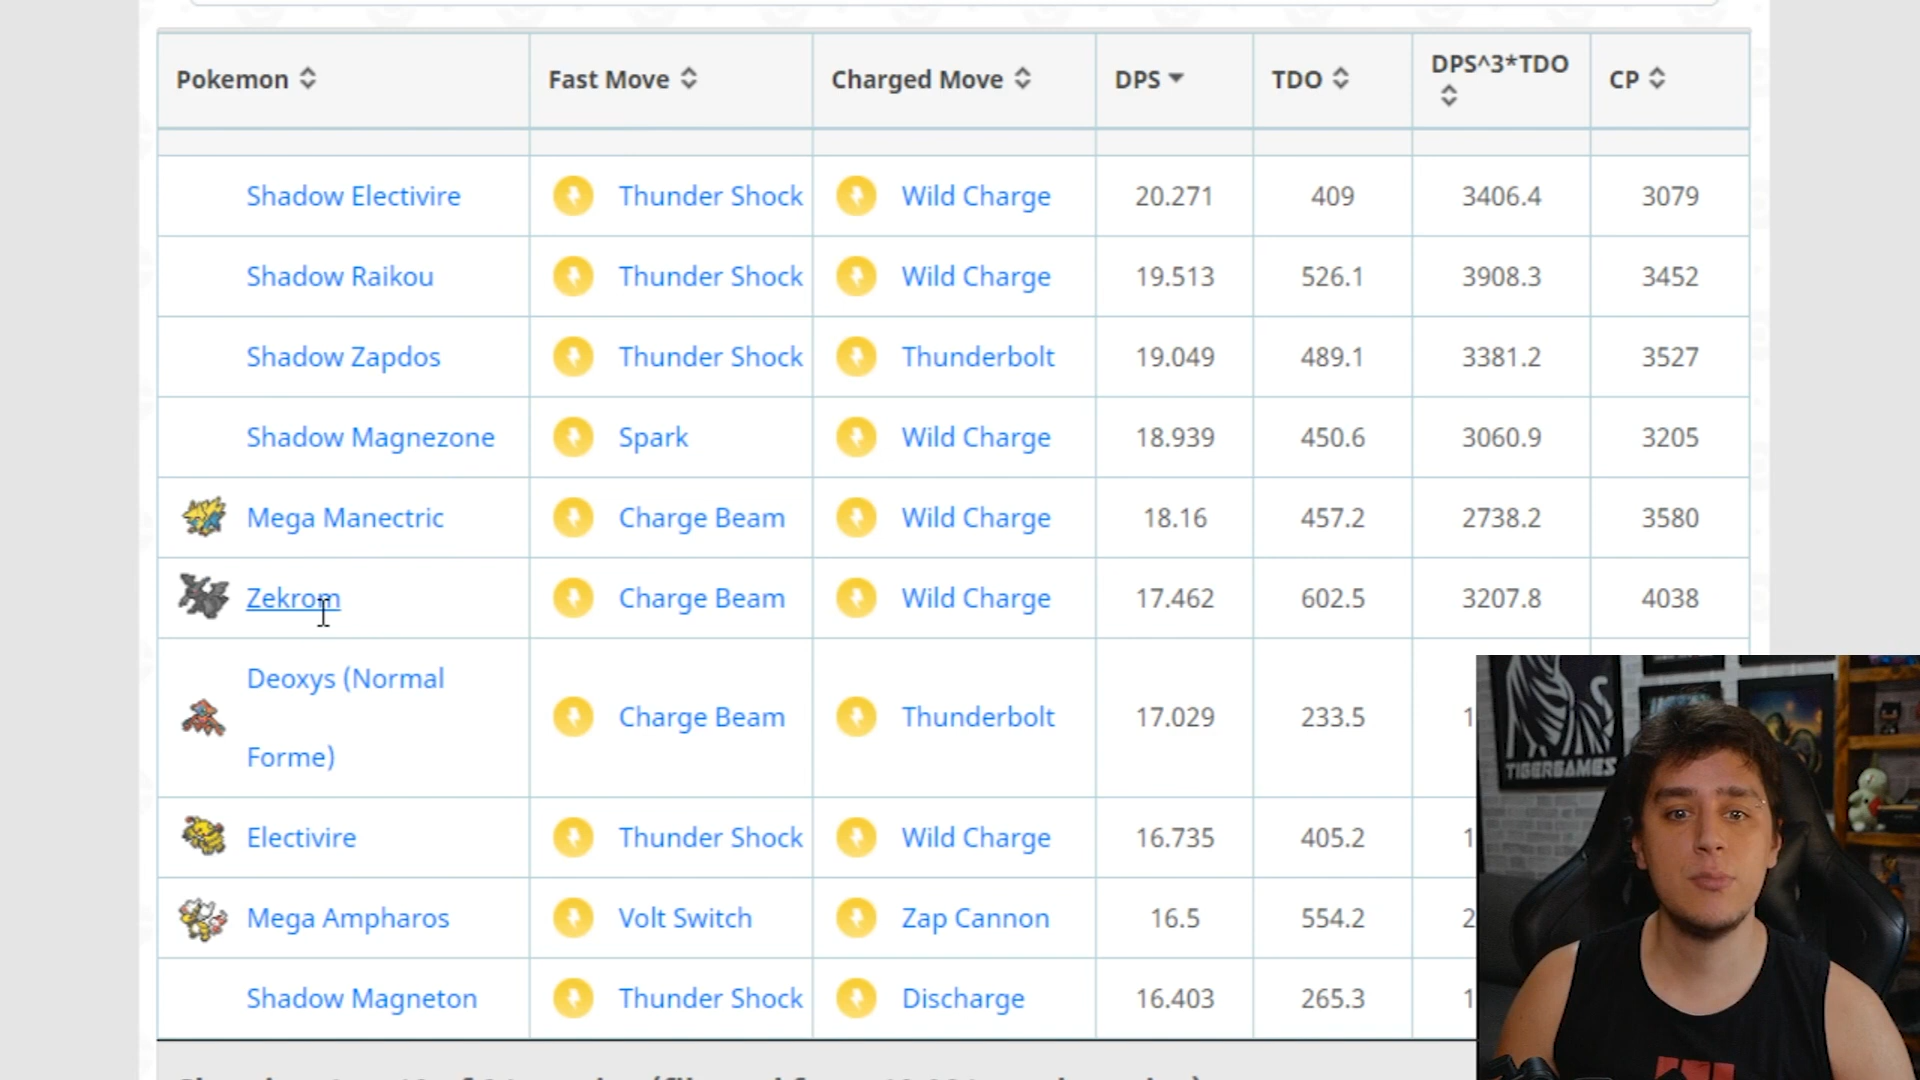 Pokemon Fast Move Charged Move DPS TDO DPS^3*TDO CP
Shadow Electivire Thunder Shock Wild Charge 20.271 409 3406.4 3079
Shadow Raikou Thunder Shock Wild Charge 19.513 526.1 3908.3 3452
Shadow Zapdos Thunder Shock Thunderbolt 19.049 489.1 3381.2 3527
Shadow Magnezone Spark Wild Charge 18.939 450.6 3060.9 3205
Mega Manectric Charge Beam Wild Charge 18.16 457.2 2738.2 3580
Zekrom Charge Beam Wild Charge 17.462 602.5 3207.8 4038
Deoxys (Normal
Forme) Charge Beam Thunderbolt 17.029 233.5 1
Electivire Thunder Shock Wild Charge 16.735 405.2 1
Mega Ampharos Volt Switch Zap Cannon 16.5 554.2 2
Shadow Magneton Thunder Shock Discharge 16.403 265.3 1
TIGERGAMES